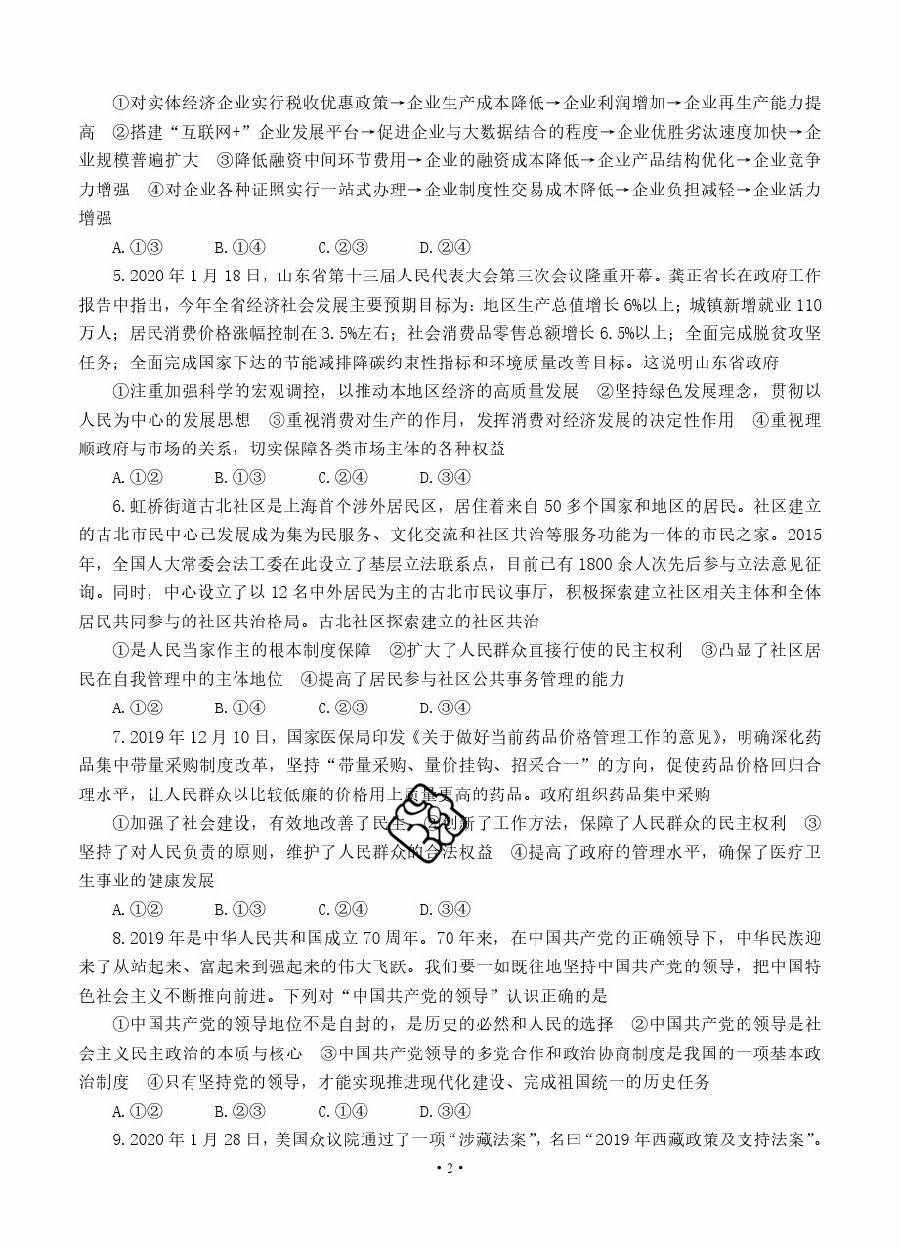 ①对实体经济企业实行税收优惠政策→企业生产成本降低→企业利润增加→企业再生产能力提
高　②搭建“互联网+”企业发展平台→促进企业与大数据结合的程度→企业优胜劣汰速度加快→企
业规模普遍扩大　③降低融资中间环节费用→企业的融资成本降低→企业产品结构优化→企业竞争
力增强　④对企业各种证照实行一站式办理→企业制度性交易成本降低→企业负担减轻→企业活力
增强
A.①③　　B.①④　　C.②③　　D.②④
5.2020 年 1 月 18 日，山东省第十三届人民代表大会第三次会议隆重开幕。龚正省长在政府工作
报告中指出，今年全省经济社会发展主要预期目标为：地区生产总值增长 6%以上；城镇新增就业 110
万人；居民消费价格涨幅控制在 3.5%左右；社会消费品零售总额增长 6.5%以上；全面完成脱贫攻坚
任务；全面完成国家下达的节能减排降碳约束性指标和环境质量改善目标。这说明山东省政府
①注重加强科学的宏观调控，以推动本地区经济的高质量发展　②坚持绿色发展理念，贯彻以
人民为中心的发展思想　③重视消费对生产的作用，发挥消费对经济发展的决定性作用　④重视理
顺政府与市场的关系，切实保障各类市场主体的各种权益
A.①②　　B.①③　　C.②④　　D.③④
6.虹桥街道古北社区是上海首个涉外居民区，居住着来自 50 多个国家和地区的居民。社区建立
的古北市民中心已发展成为集为民服务、文化交流和社区共治等服务功能为一体的市民之家。2015
年，全国人大常委会法工委在此设立了基层立法联系点，目前已有 1800 余人次先后参与立法意见征
询。同时，中心设立了以 12 名中外居民为主的古北市民议事厅，积极探索建立社区相关主体和全体
居民共同参与的社区共治格局。古北社区探索建立的社区共治
①是人民当家作主的根本制度保障　②扩大了人民群众直接行使的民主权利　③凸显了社区居
民在自我管理中的主体地位　④提高了居民参与社区公共事务管理的能力
A.①②　　B.①④　　C.②③　　D.③④
7.2019 年 12 月 10 日，国家医保局印发《关于做好当前药品价格管理工作的意见》，明确深化药
品集中带量采购制度改革，坚持“带量采购、量价挂钩、招采合一”的方向，促使药品价格回归合
理水平，让人民群众以比较低廉的价格用上质量更高的药品。政府组织药品集中采购
①加强了社会建设，有效地改善了民生　②创新了工作方法，保障了人民群众的民主权利　③
坚持了对人民负责的原则，维护了人民群众的合法权益　④提高了政府的管理水平，确保了医疗卫
生事业的健康发展
A.①②　　B.①③　　C.②④　　D.③④
8.2019 年是中华人民共和国成立 70 周年。70 年来，在中国共产党的正确领导下，中华民族迎
来了从站起来、富起来到强起来的伟大飞跃。我们要一如既往地坚持中国共产党的领导，把中国特
色社会主义不断推向前进。下列对“中国共产党的领导”认识正确的是
①中国共产党的领导地位不是自封的，是历史的必然和人民的选择　②中国共产党的领导是社
会主义民主政治的本质与核心　③中国共产党领导的多党合作和政治协商制度是我国的一项基本政
治制度　④只有坚持党的领导，才能实现推进现代化建设、完成祖国统一的历史任务
A.①②　　B.②③　　C.①④　　D.③④
9.2020 年 1 月 28 日，美国众议院通过了一项“涉藏法案”，名曰“2019 年西藏政策及支持法案”。
·2·